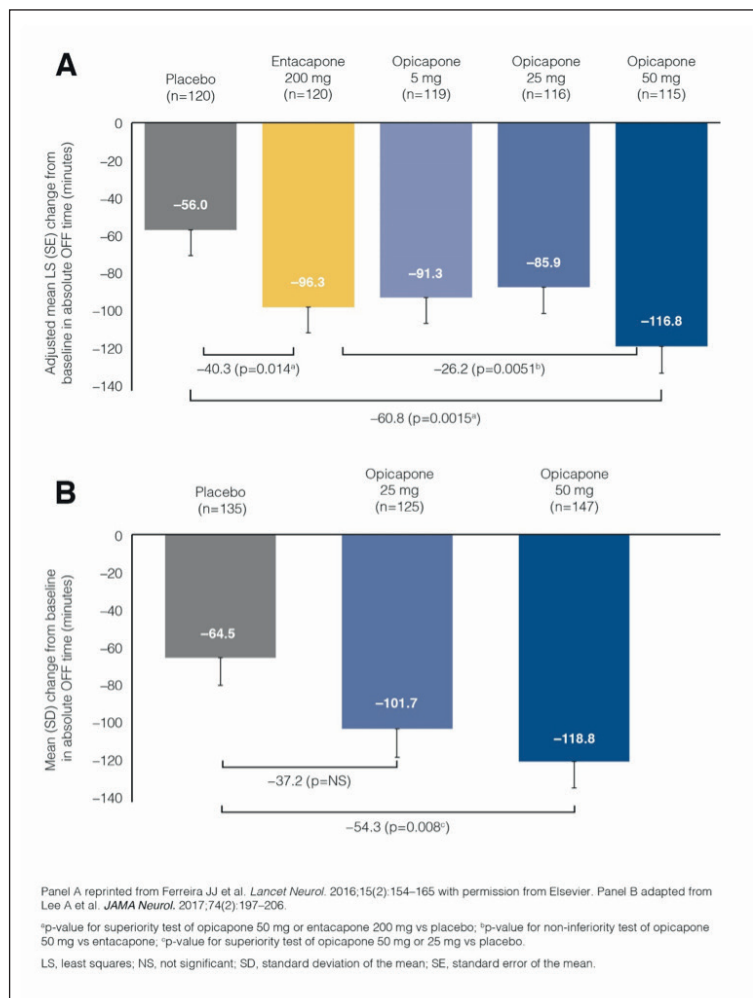 A
Placebo
(n=120)
Entacapone
200 mg
(n=120)
Opicapone
5 mg
(n=119)
Opicapone
25 mg
(n=116)
Opicapone
50 mg
(n=115)
Adjusted mean LS (SE) change from
baseline in absolute OFF time (minutes)
0
–20
–40
–60
–80
–100
–120
–140
–56.0
–96.3
–91.3
–85.9
–116.8
–40.3 (p=0.014ᵃ)
–26.2 (p=0.0051ᵇ)
–60.8 (p=0.0015ᵃ)
B
Placebo
(n=135)
Opicapone
25 mg
(n=125)
Opicapone
50 mg
(n=147)
Mean (SD) change from baseline
in absolute OFF time (minutes)
0
–20
–40
–60
–80
–100
–120
–140
–64.5
–101.7
–118.8
–37.2 (p=NS)
–54.3 (p=0.008ᶜ)
Panel A reprinted from Ferreira JJ et al. Lancet Neurol. 2016;15(2):154–165 with permission from Elsevier. Panel B adapted from
Lee A et al. JAMA Neurol. 2017;74(2):197–206.
ᵃp-value for superiority test of opicapone 50 mg or entacapone 200 mg vs placebo; ᵇp-value for non-inferiority test of opicapone
50 mg vs entacapone; ᶜp-value for superiority test of opicapone 50 mg or 25 mg vs placebo.
LS, least squares; NS, not significant; SD, standard deviation of the mean; SE, standard error of the mean.